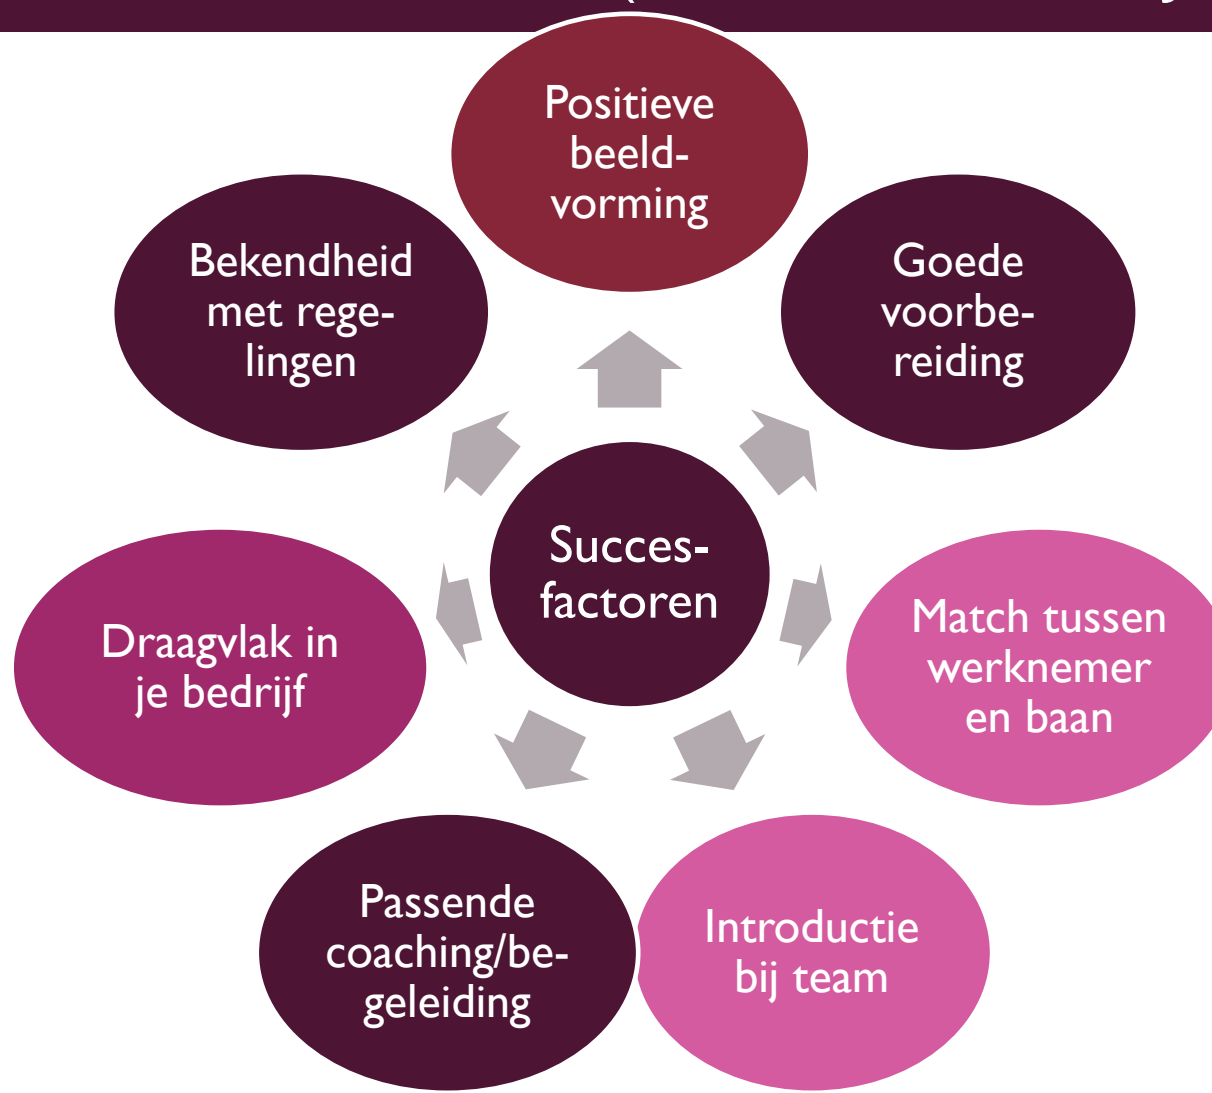 Positieve
beeld-
vorming
Goede
voorbe-
reiding
Match tussen
werknemer
en baan
Introductie
bij team
Passende
coaching/be-
geleiding
Draagvlak in
je bedrijf
Bekendheid
met rege-
lingen
Succes-
factoren